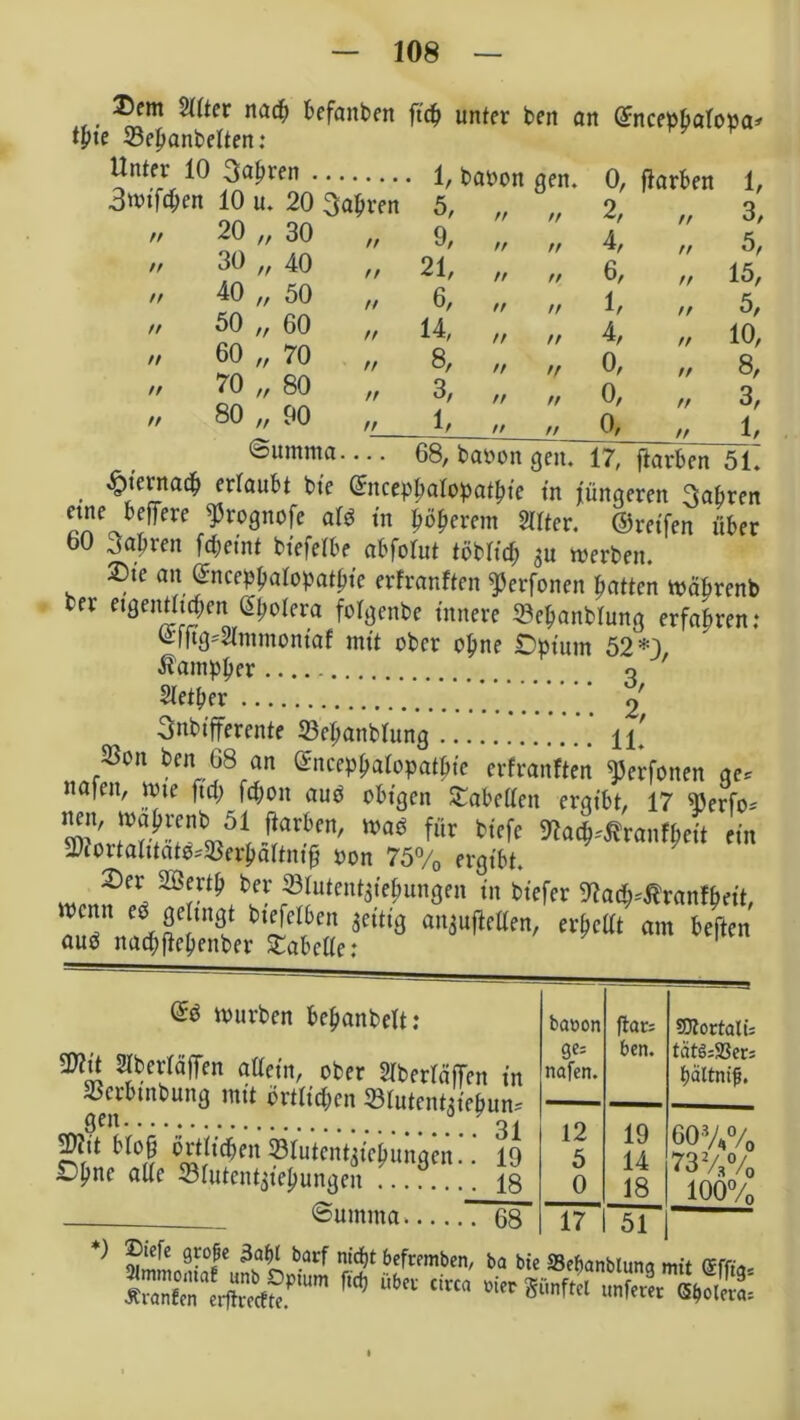 — 108 —
Dem Alter nach befanden sich unter den an Encephalopa-
thie Behandelten:
Unter 10 Jahren ......... 1, davon gen. 0, starben 1,
Zwischen 10 u. 20 Jahren 5, „ „ 2, „ 3,
„ 20 „ 30 „ 9, „ „ 4, „ 5,
„ 30 „ 40 „ 21, „ „ 6, „ 15,
„ 40 „ 50 „ 6, „ „ 1, „ 5,
„ 50 „ 60 „ 14, „ „ 4, „ 10,
„ 60 „ 70 „ 8, „ „ 0, „ 8,
„ 70 „ 80 „ 3, „ „ 0, „ 3,
„ 80 „ 90 „ 1, „ „ 0, „ 1,
Summa.... 68, davon gen. 17, starben 51.
Hiernach erlaubt die Encephalopathie in jüngeren Jahren
eine bessere Prognose als in höherem Alter. Greisen über
60 Jahren scheint dieselbe absolut tödtlich zu werden.
Die an Encephalopathie erkrankten Personen hatten während
der eigentlichen Cholera folgende innere Behandlung erfahren:
Essig-Ammoniak mit oder ohne Opium 52*),
Kampher ........................ 3,
Aether .......................... 2,
Indifferente Behandlung ............ 11.
Von den 68 an Encephalopathie erkrankten Personen ge-
nasen, wie sich schon aus obigen Tabellen ergibt, 17 Perso-
nen, während 51 starben, was für diese Nach-Krankheit ein
Mortalitäts-Verhältniß von 75% ergibt.
Der Werth der Blutentziehungen in dieser Nach-Krankheit,
wenn es gelingt dieselben zeitig anzustellen, erhellt am besten
aus nachstehender Tabelle:
Es wurden behandelt: davon ge- nasen. star- ben. Mortali- täts-Ver- hältniß.
Mit Aderlässen allein, oder Aderlässen in
Verbindung mit örtlichen Blutentziehun-
gen........................... 31 12 19 60¾%
Mit bloß örtlichen Blutentziehungen.. 19 5 14 73⅔%
Ohne alle Blutentziehungen ......... 18 0 18 100%
Summa....... 68 17 51
*) Diese große Zahl darf nicht befremden, da die Behandlung mit Essig-
Ammoniak und Opium sich über circa vier Fünftel unserer Cholera-
Kranken erstreckte.